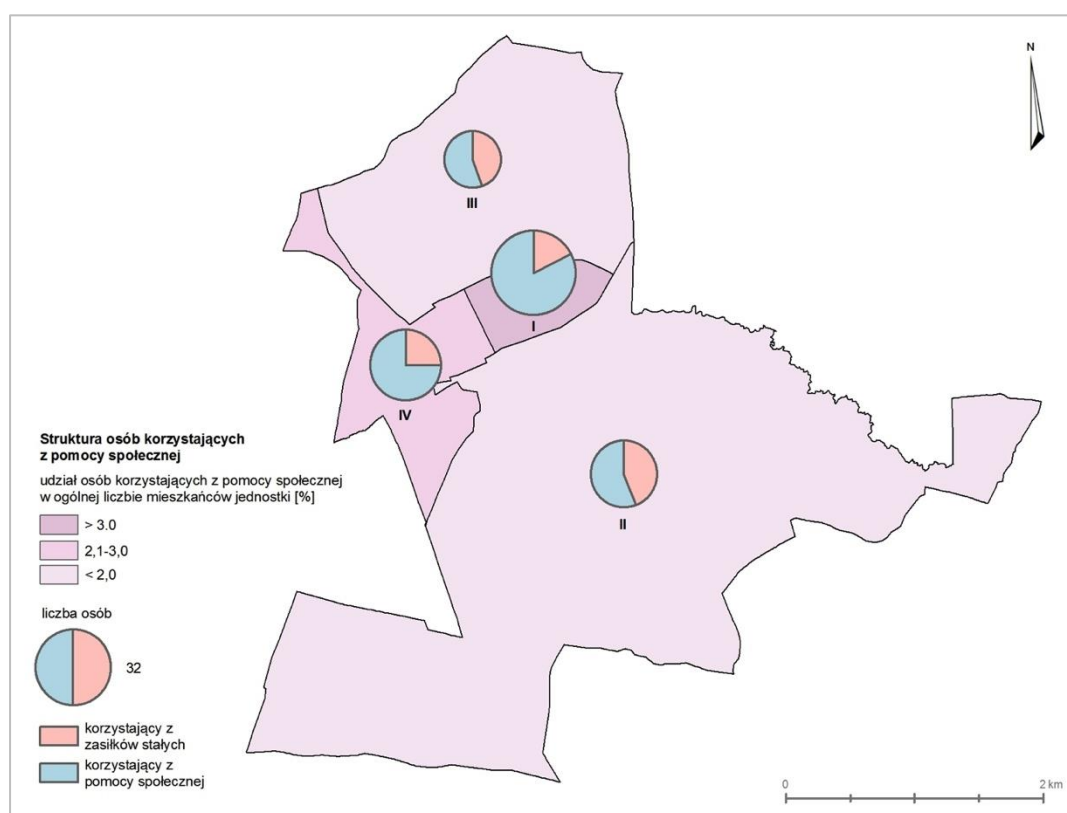 N
III
I
IV
II
Struktura osób korzystających
z pomocy społecznej
udział osób korzystających z pomocy społecznej
w ogólnej liczbie mieszkańców jednostki [%]
> 3.0
2,1-3,0
< 2,0
liczba osób
32
korzystający z
zasiłków stałych
korzystający z
pomocy społecznej
0
2 km